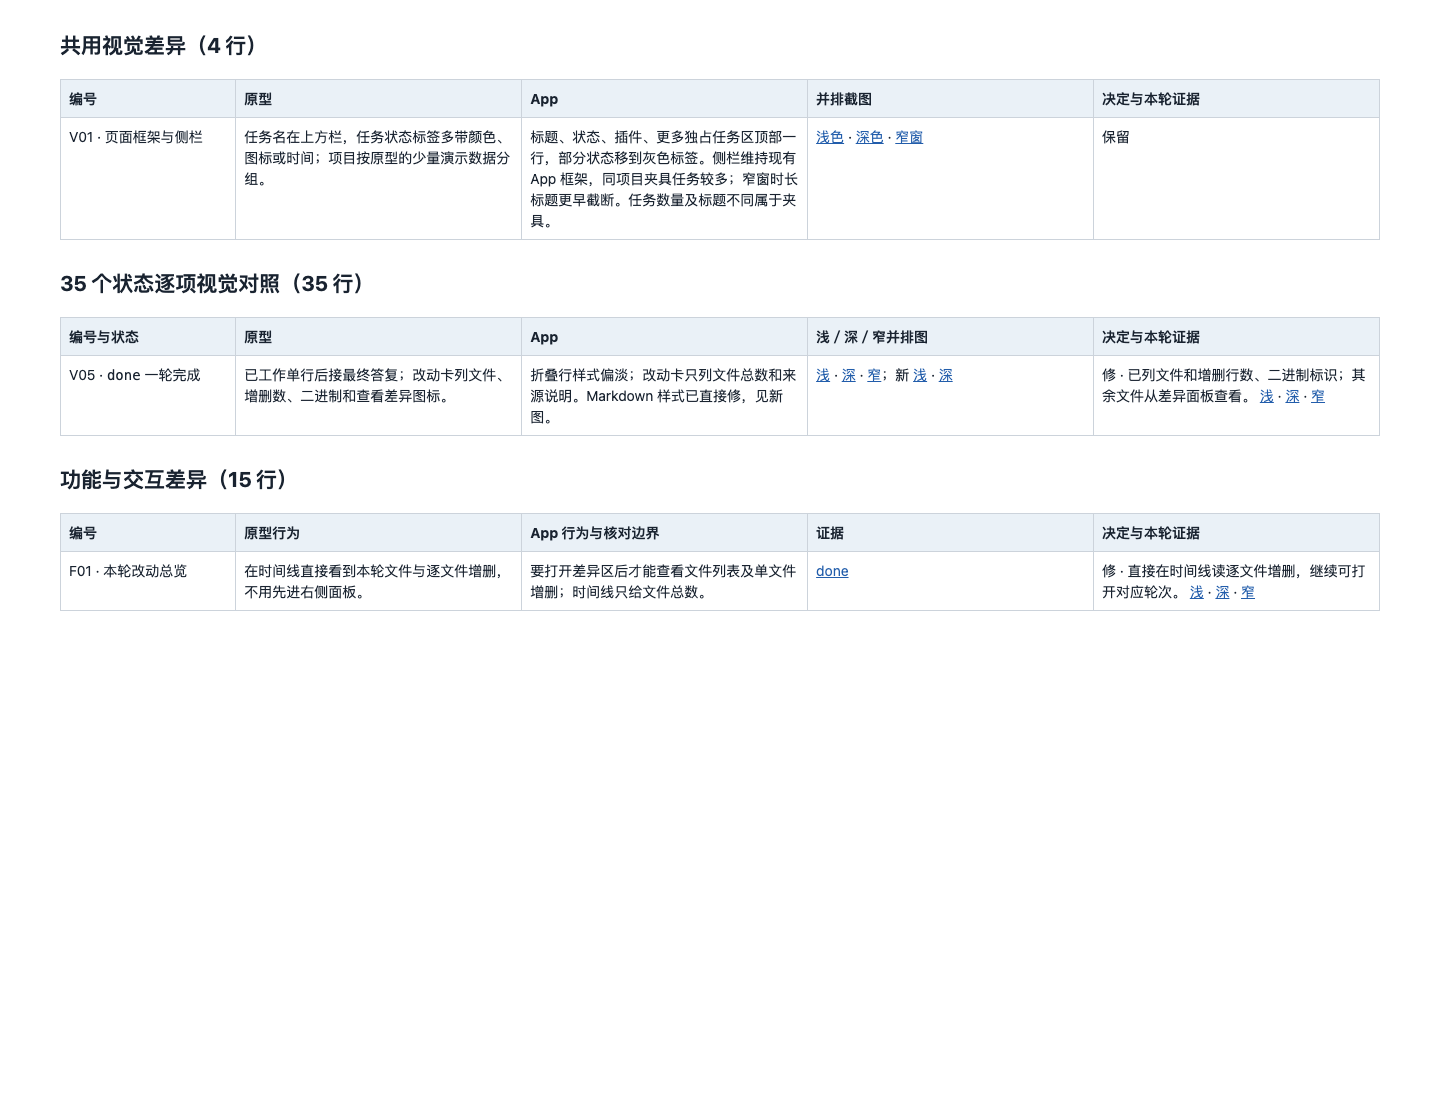 共用视觉差异（4 行）
编号
原型
App
并排截图
决定与本轮证据
V01 · 页面框架与侧栏
任务名在上方栏，任务状态标签多带颜色、
图标或时间；项目按原型的少量演示数据分
组。
标题、状态、插件、更多独占任务区顶部一
行，部分状态移到灰色标签。侧栏维持现有
App 框架，同项目夹具任务较多；窄窗时长
标题更早截断。任务数量及标题不同属于夹
具。
浅色 · 深色 · 窄窗
保留
35 个状态逐项视觉对照（35 行）
编号与状态
原型
App
浅 / 深 / 窄并排图
决定与本轮证据
V05 · done 一轮完成
已工作单行后接最终答复；改动卡列文件、
增删数、二进制和查看差异图标。
折叠行样式偏淡；改动卡只列文件总数和来
源说明。Markdown 样式已直接修，见新
图。
浅 · 深 · 窄；新 浅 · 深
修 · 已列文件和增删行数、二进制标识；其
余文件从差异面板查看。 浅 · 深 · 窄
功能与交互差异（15 行）
编号
原型行为
App 行为与核对边界
证据
决定与本轮证据
F01 · 本轮改动总览
在时间线直接看到本轮文件与逐文件增删，
不用先进右侧面板。
要打开差异区后才能查看文件列表及单文件
增删；时间线只给文件总数。
done
修 · 直接在时间线读逐文件增删，继续可打
开对应轮次。 浅 · 深 · 窄